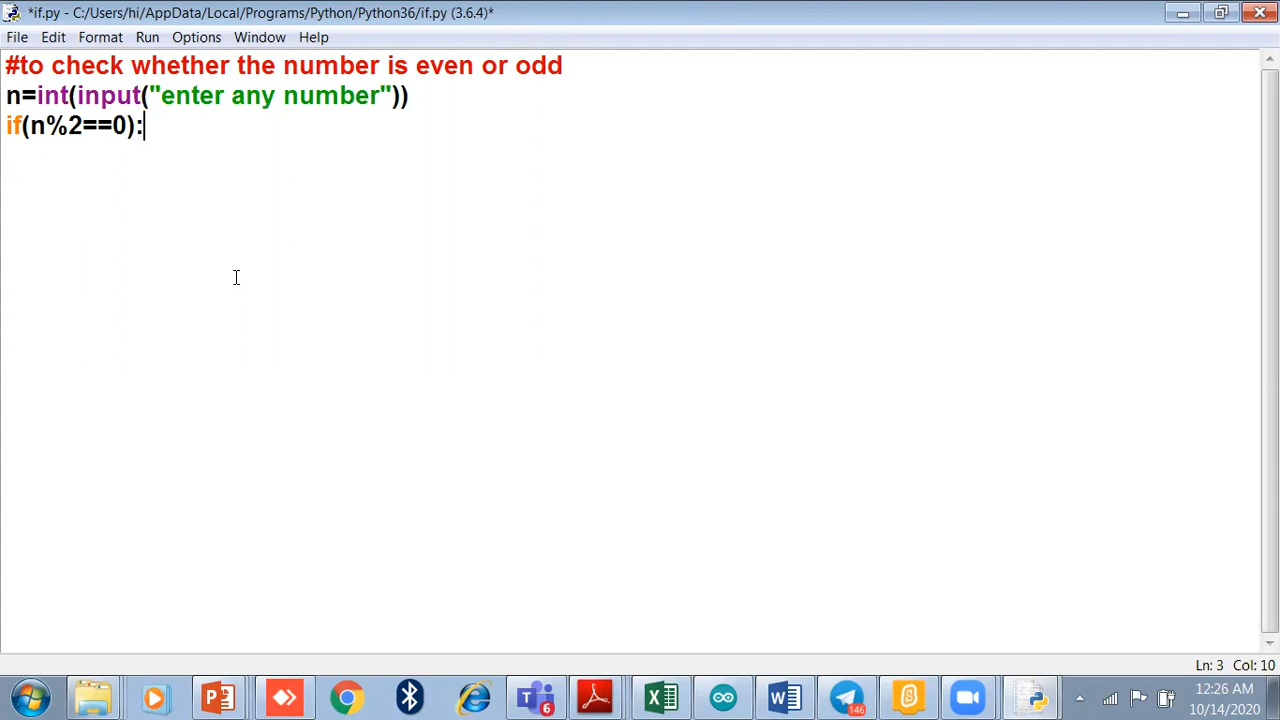 *if.py - C:/Users/hi/AppData/Local/Programs/Python/Python36/if.py (3.6.4)*
File Edit Format Run Options Window Help
#to check whether the number is even or odd
n=int(input("enter any number"))
if(n%2==0):
Ln: 3 Col: 10
6
146
12:26 AM
10/14/2020